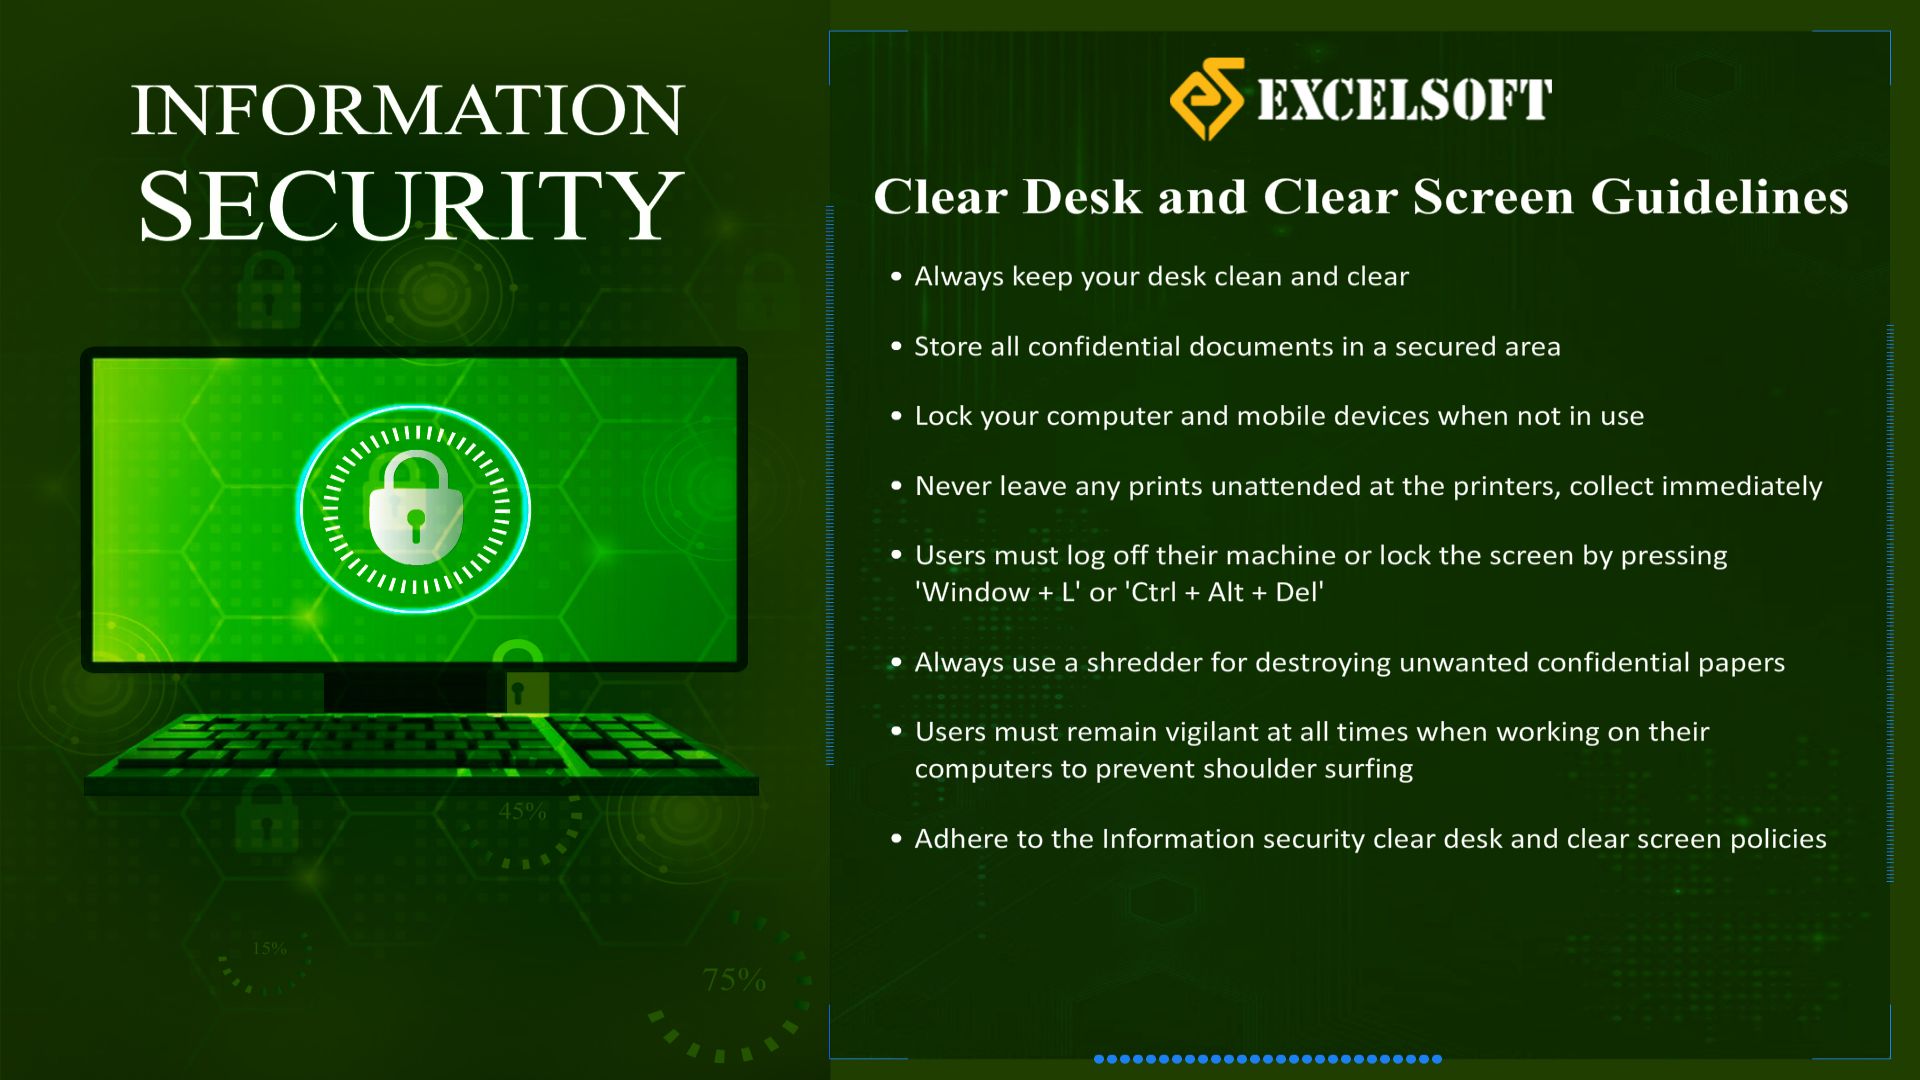 INFORMATION
SECURITY
45%
15%
75%
EXCELSOFT
Clear Desk and Clear Screen Guidelines
• Always keep your desk clean and clear
• Store all confidential documents in a secured area
• Lock your computer and mobile devices when not in use
• Never leave any prints unattended at the printers, collect immediately
• Users must log off their machine or lock the screen by pressing
'Window + L' or 'Ctrl + Alt + Del'
• Always use a shredder for destroying unwanted confidential papers
• Users must remain vigilant at all times when working on their
computers to prevent shoulder surfing
• Adhere to the Information security clear desk and clear screen policies